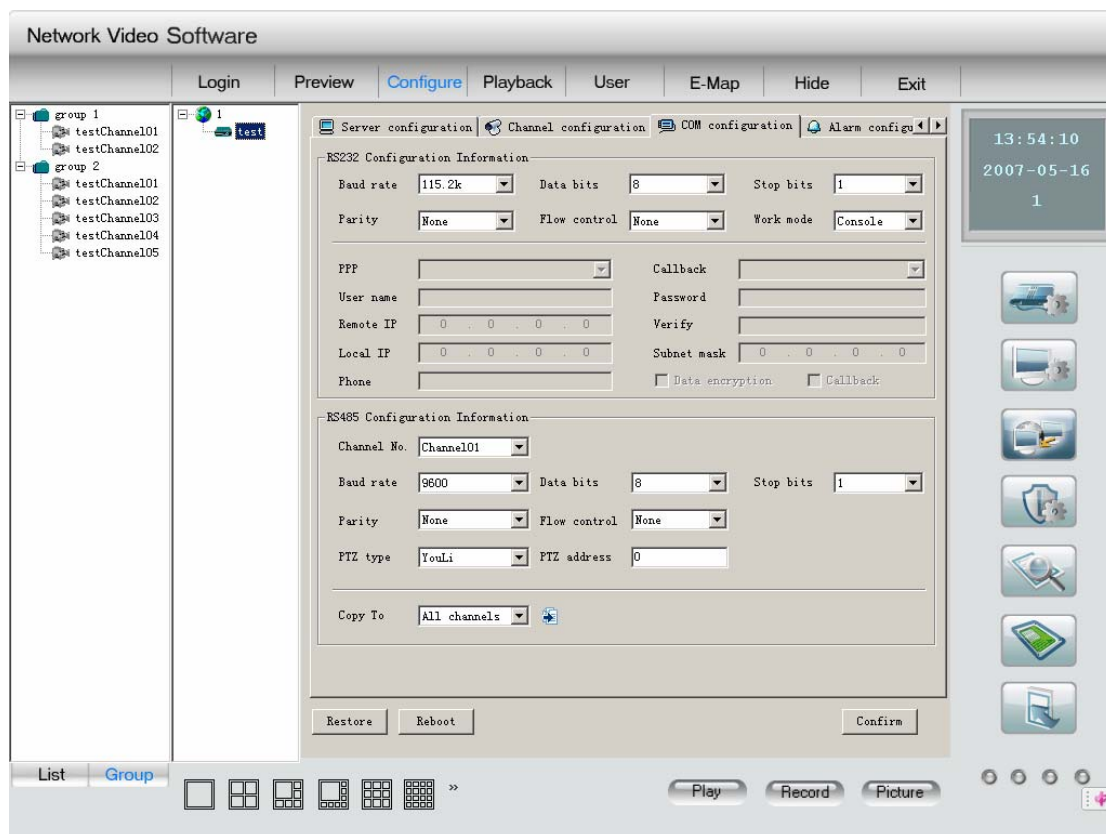 Network Video Software
Login Preview Configure Playback User E-Map Hide Exit
group 1
testChannel01
testChannel02
group 2
testChannel01
testChannel02
testChannel03
testChannel04
testChannel05
1
test
Server configuration Channel configuration COM configuration Alarm configu
RS232 Configuration Information
Baud rate 115.2k Data bits 8 Stop bits 1
Parity None Flow control None Work mode Console
PPP Callback
User name Password
Remote IP 0 . 0 . 0 . 0 Verify
Local IP 0 . 0 . 0 . 0 Subnet mask 0 . 0 . 0 . 0
Phone Data encryption Callback
RS485 Configuration Information
Channel No. Channel01
Baud rate 9600 Data bits 8 Stop bits 1
Parity None Flow control None
PTZ type YouLi PTZ address 0
Copy To All channels
Restore Reboot Confirm
13:54:10
2007-05-16
1
List Group
»
Play Record Picture